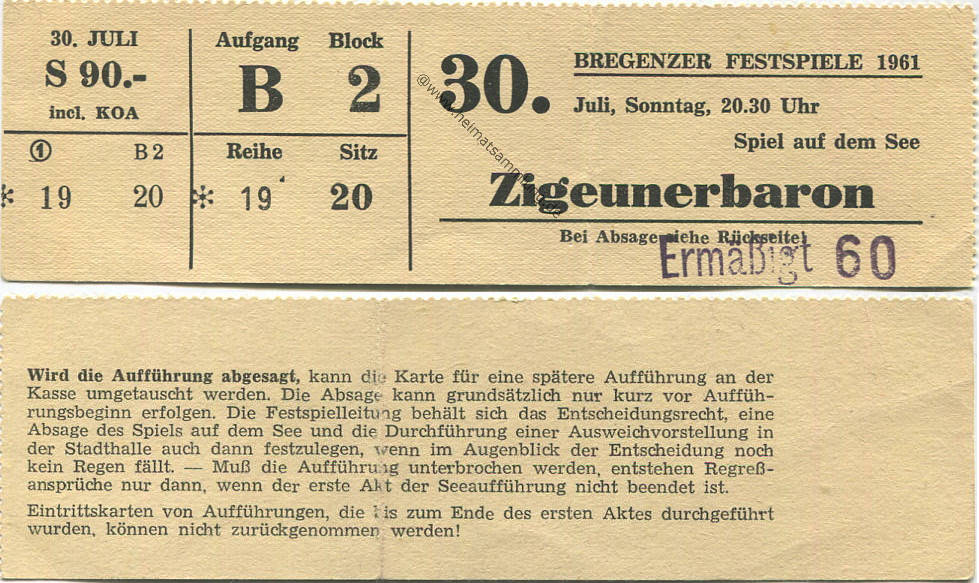 30. JULI
S 90.-
incl. KOA
① B 2
* 19 20
Aufgang Block
B 2
Reihe Sitz
* 19 20
30.
BREGENZER FESTSPIELE 1961
Juli, Sonntag, 20.30 Uhr
Spiel auf dem See
Zigeunerbaron
Bei Absage siehe Rückseite!
Ermäßigt 60
Wird die Aufführung abgesagt, kann die Karte für eine spätere Aufführung an der
Kasse umgetauscht werden. Die Absage kann grundsätzlich nur kurz vor Auffüh-
rungsbeginn erfolgen. Die Festspielleitung behält sich das Entscheidungsrecht, eine
Absage des Spiels auf dem See und die Durchführung einer Ausweichvorstellung in
der Stadthalle auch dann festzulegen, wenn im Augenblick der Entscheidung noch
kein Regen fällt. — Muß die Aufführung unterbrochen werden, entstehen Regreß-
ansprüche nur dann, wenn der erste Akt der Seeaufführung nicht beendet ist.
Eintrittskarten von Aufführungen, die bis zum Ende des ersten Aktes durchgeführt
wurden, können nicht zurückgenommen werden!